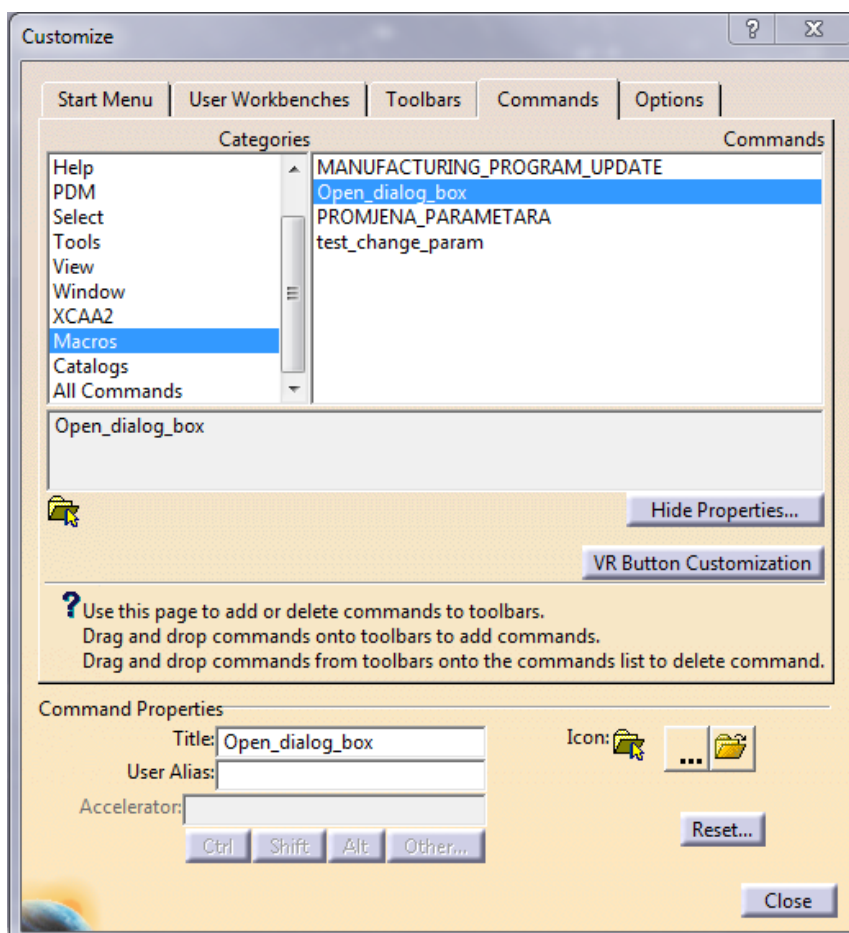 Customize
Start Menu User Workbenches Toolbars Commands Options
Categories Commands
Help
PDM
Select
Tools
View
Window
XCAA2
Macros
Catalogs
All Commands
MANUFACTURING_PROGRAM_UPDATE
Open_dialog_box
PROMJENA_PARAMETARA
test_change_param
Open_dialog_box
Hide Properties...
VR Button Customization
?Use this page to add or delete commands to toolbars.
Drag and drop commands onto toolbars to add commands.
Drag and drop commands from toolbars onto the commands list to delete command.
Command Properties
Title: Open_dialog_box Icon: ...
User Alias:
Accelerator:
Ctrl Shift Alt Other...
Reset...
Close